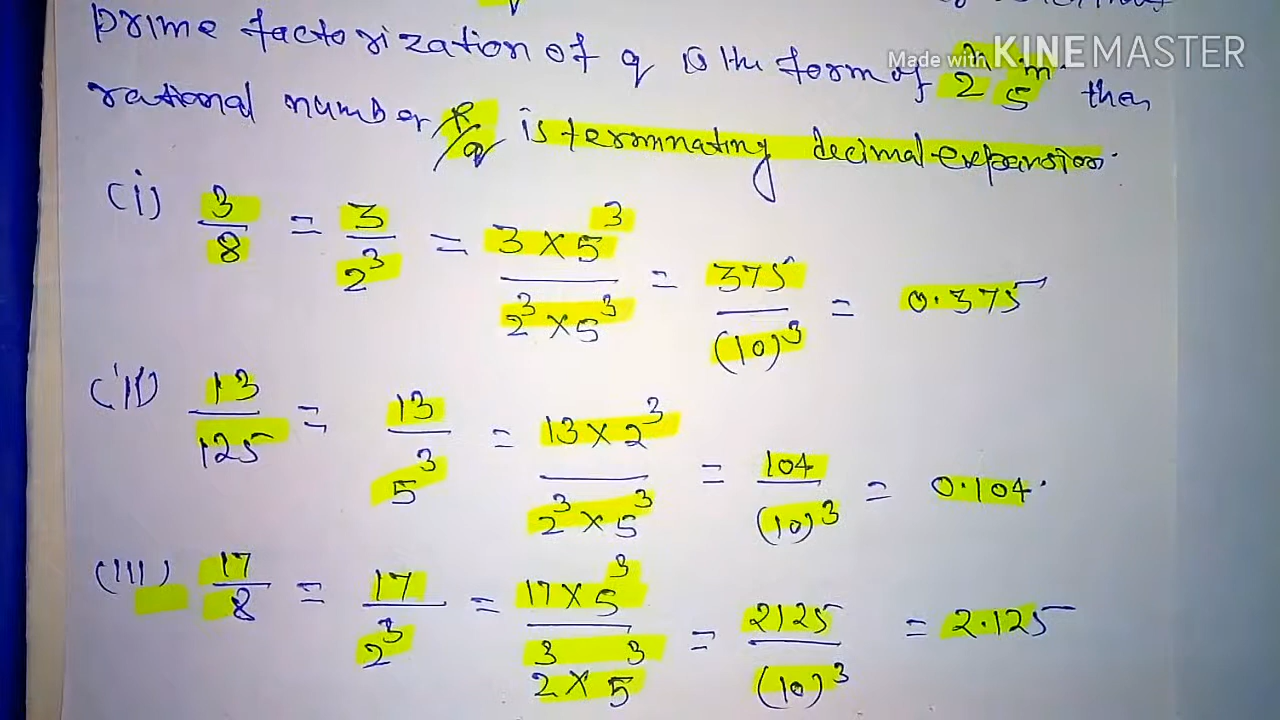 Made with KINEMASTER
prime factorization of q is the form of 2^n 5^m. then
rational number P/q is terminating decimal expansion.
(i) 3/8 = 3/2^3 = 3×5^3/2^3×5^3 = 375/(10)^3 = 0.375
(ii) 13/125 = 13/5^3 = 13×2^3/2^3×5^3 = 104/(10)^3 = 0.104.
(iii) 17/8 = 17/2^3 = 17×5^3/2^3×5^3 = 2125/(10)^3 = 2.125